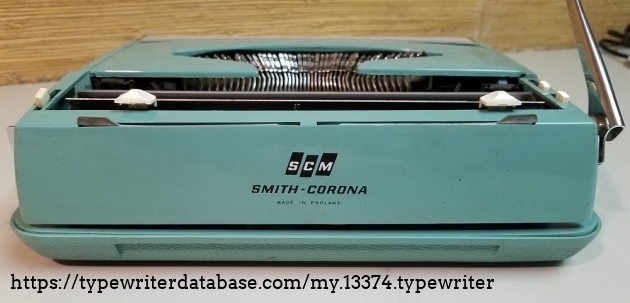 SCM
SMITH-CORONA
MADE IN ENGLAND
https://typewriterdatabase.com/my.13374.typewriter